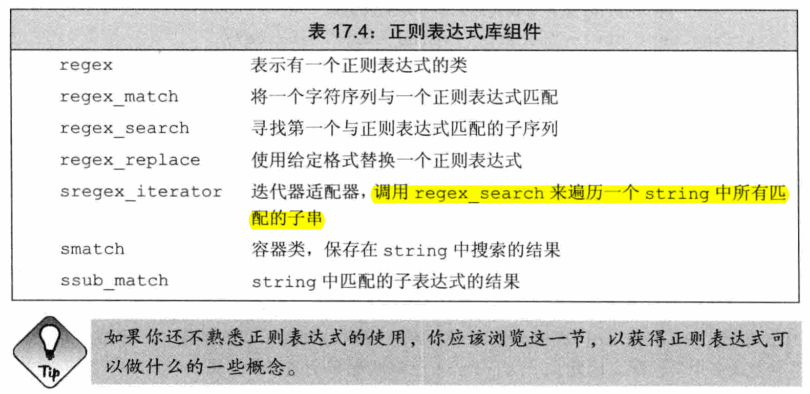 表 17.4：正则表达式库组件
regex 表示有一个正则表达式的类
regex_match 将一个字符序列与一个正则表达式匹配
regex_search 寻找第一个与正则表达式匹配的子序列
regex_replace 使用给定格式替换一个正则表达式
sregex_iterator 迭代器适配器，调用 regex_search 来遍历一个 string 中所有匹
配的子串
smatch 容器类，保存在 string 中搜索的结果
ssub_match string 中匹配的子表达式的结果
如果你还不熟悉正则表达式的使用，你应该浏览这一节，以获得正则表达式可
Tip 以做什么的一些概念。